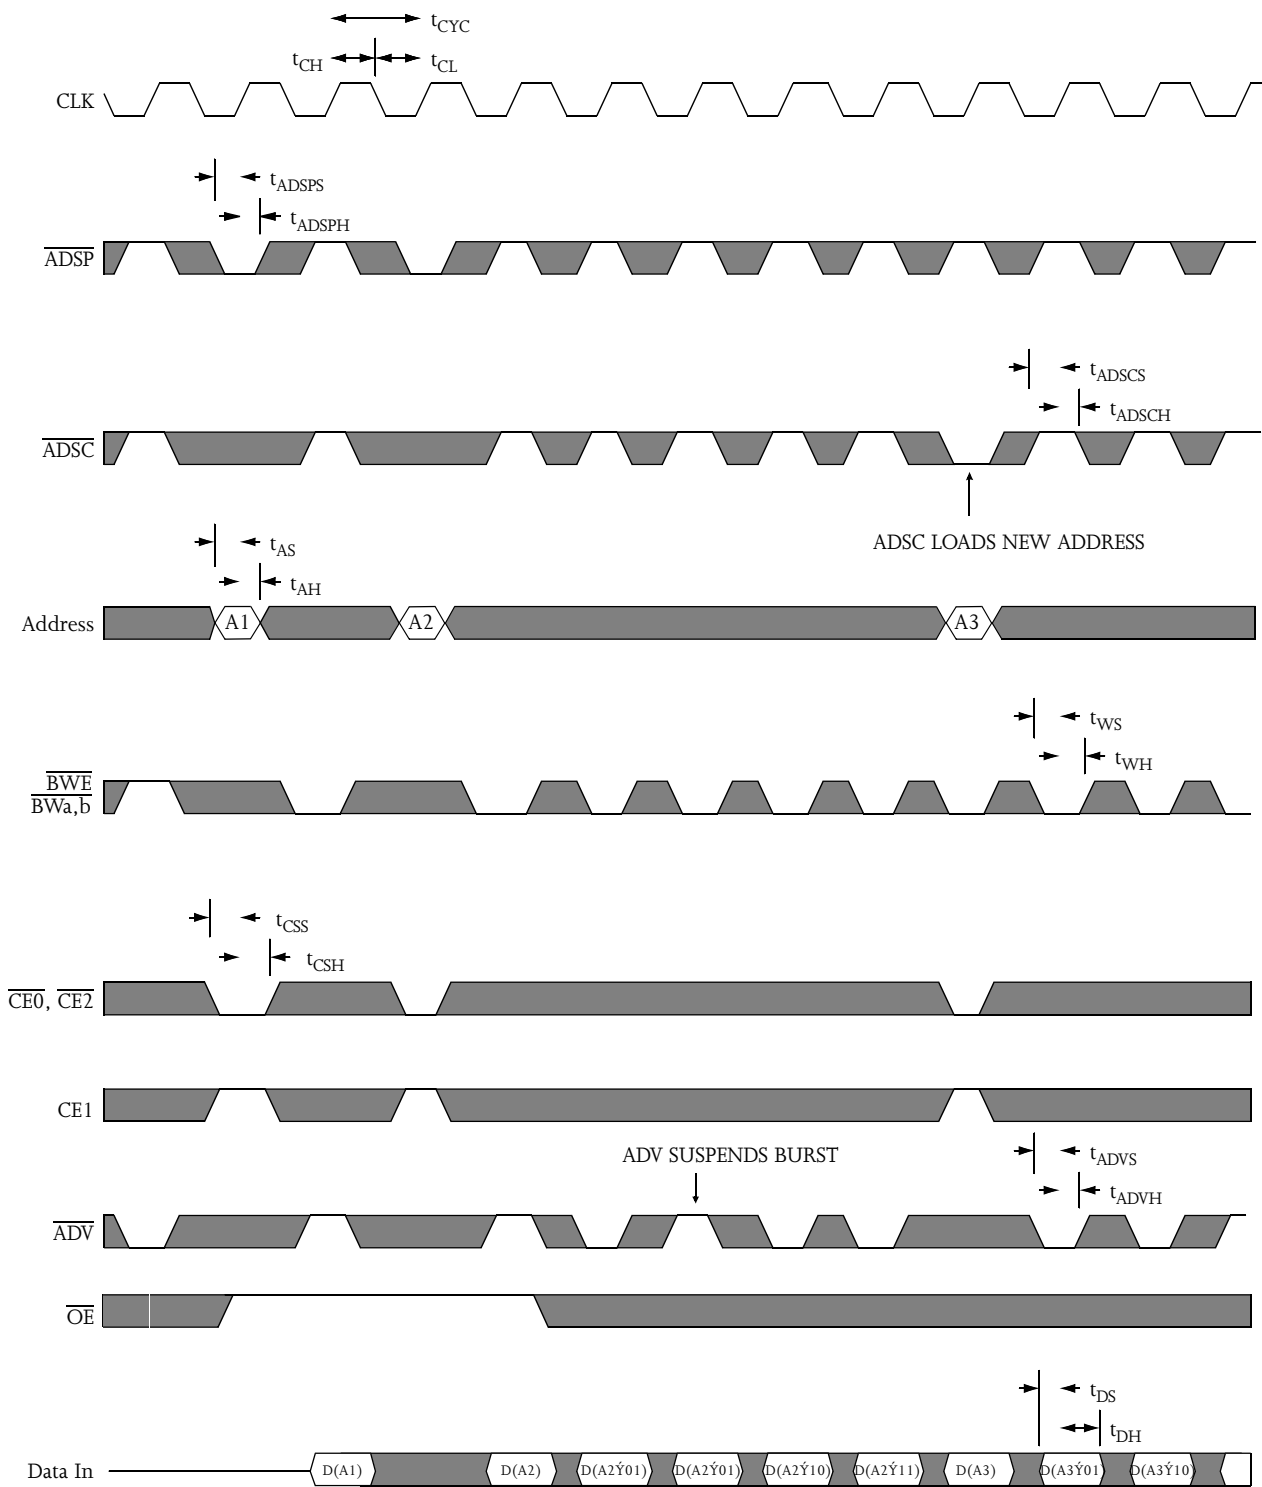 tCYC
tCH
tCL
CLK
tADSPS
tADSPH
ADSP
tADSCS
tADSCH
ADSC
ADSC LOADS NEW ADDRESS
tAS
tAH
Address
A1
A2
A3
tWS
tWH
BWE
BWa,b
tCSS
tCSH
CE0, CE2
CE1
ADV SUSPENDS BURST
tADVS
tADVH
ADV
OE
tDS
tDH
Data In
D(A1)
D(A2)
D(A2Ý01)
D(A2Ý01)
D(A2Ý10)
D(A2Ý11)
D(A3)
D(A3Ý01)
D(A3Ý10)